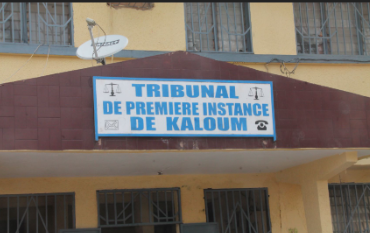 TRIBUNAL
DE PREMIERE INSTANCE
DE KALOUM